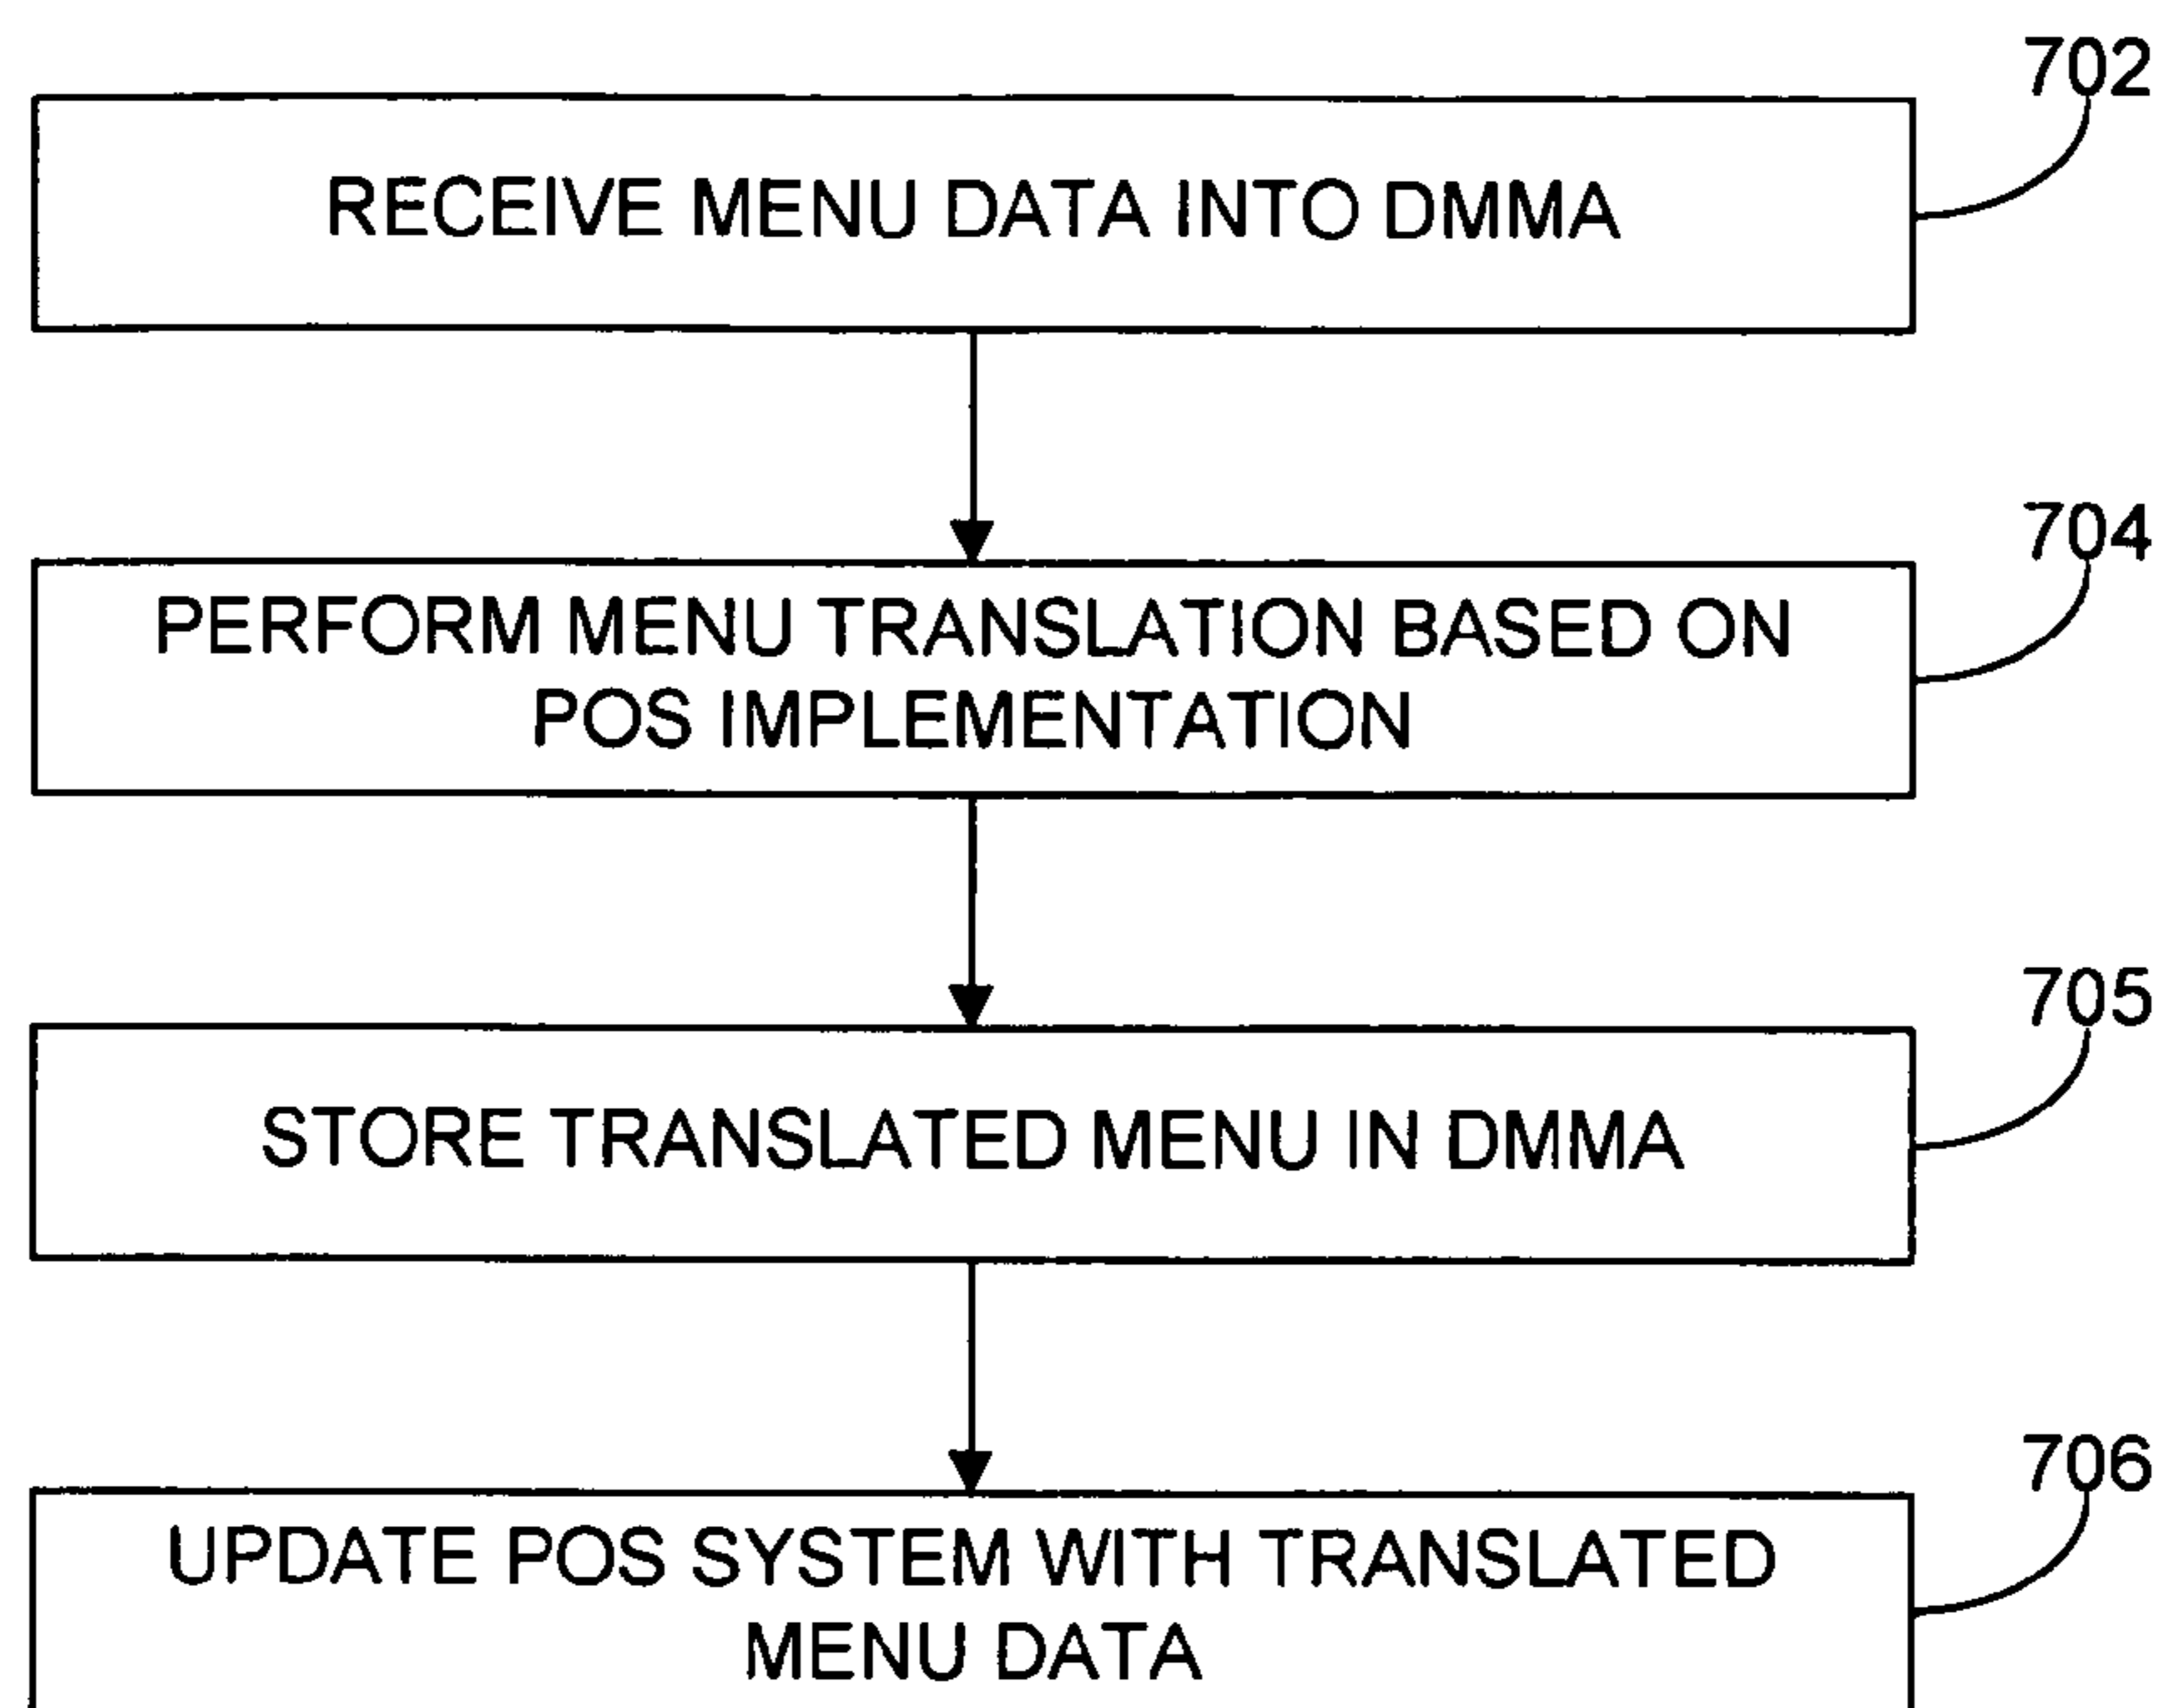 702
RECEIVE MENU DATA INTO DMMA
704
PERFORM MENU TRANSLATION BASED ON
POS IMPLEMENTATION
705
STORE TRANSLATED MENU IN DMMA
706
UPDATE POS SYSTEM WITH TRANSLATED
MENU DATA